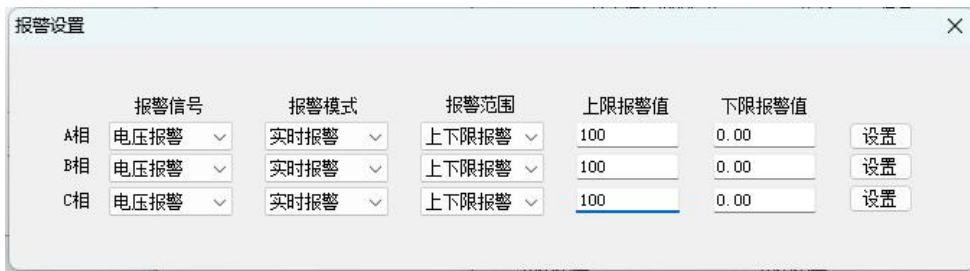 报警设置
报警信号 报警模式 报警范围 上限报警值 下限报警值
A相 电压报警 实时报警 上下限报警 100 0.00 设置
B相 电压报警 实时报警 上下限报警 100 0.00 设置
C相 电压报警 实时报警 上下限报警 100 0.00 设置